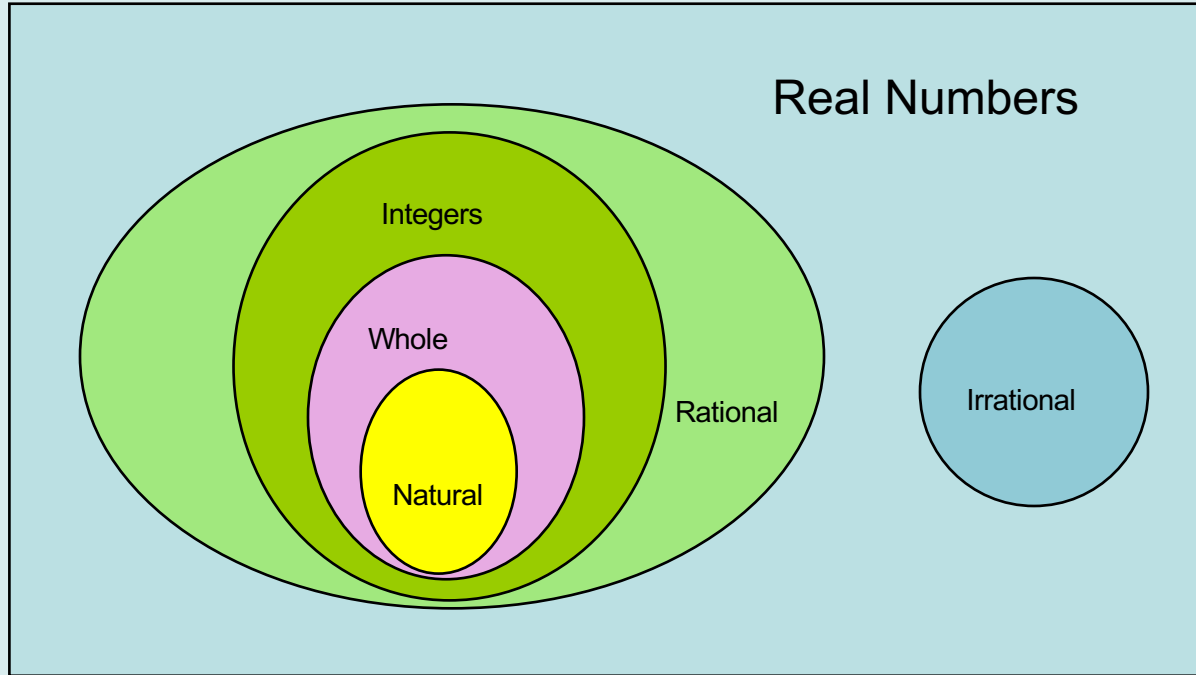 Real Numbers
Integers
Whole
Rational
Irrational
Natural